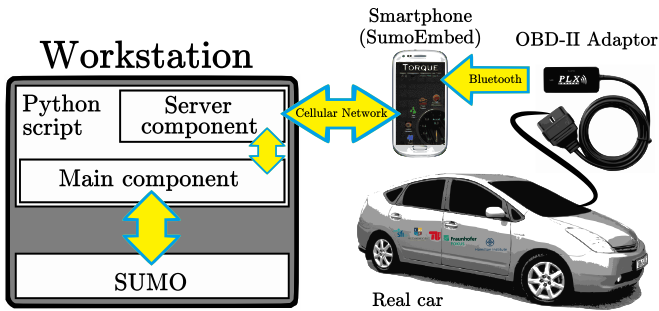 Workstation
Python
script
Server
component
Main component
SUMO
Cellular Network
Smartphone
(SumoEmbed)
TORQUE
Bluetooth
OBD-II Adaptor
PLX
Fraunhofer
Real car